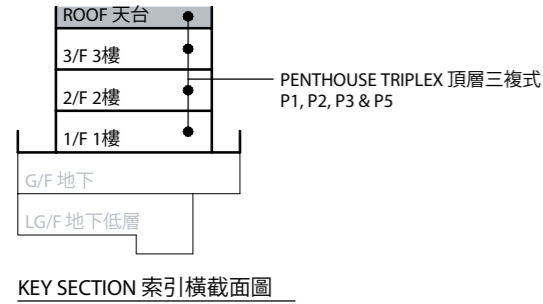 ROOF 天台
3/F 3樓
PENTHOUSE TRIPLEX 頂層三複式
2/F 2樓
P1, P2, P3 & P5
1/F 1樓
G/F 地下
LG/F 地下低層
KEY SECTION 索引橫截面圖